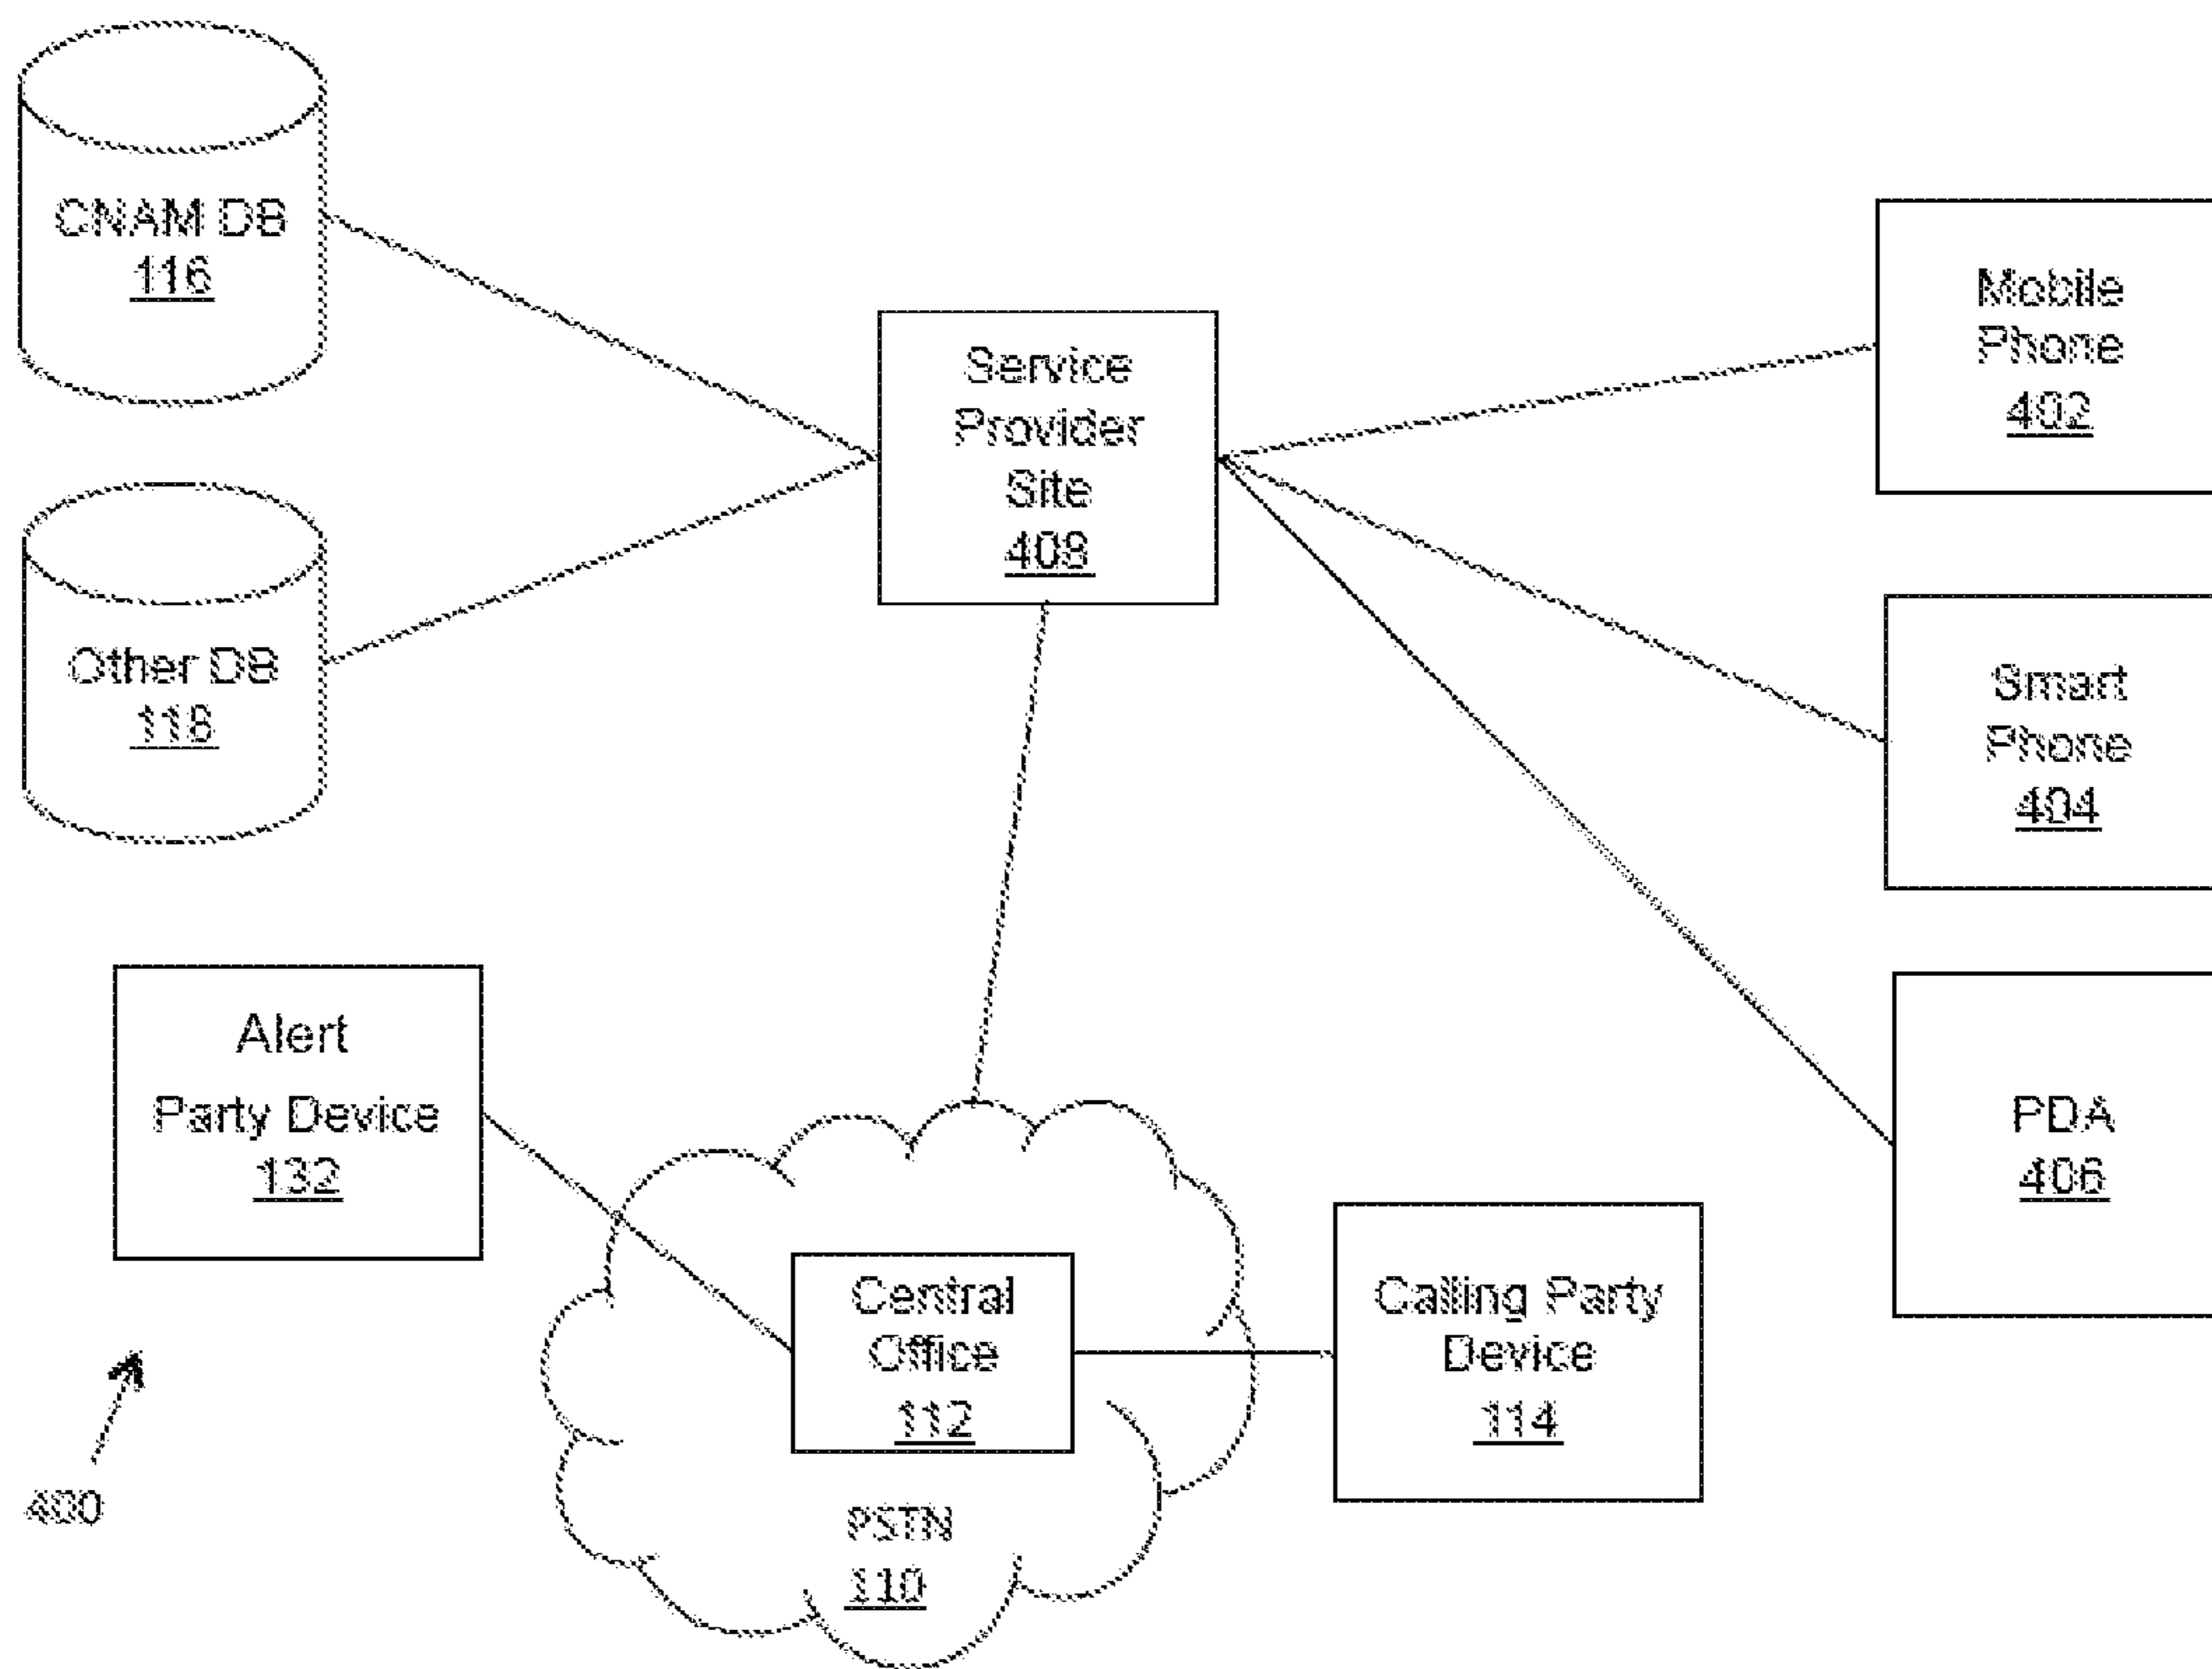 CNAM DB
116
Other DB
118
Service
Provider
Site
408
Mobile
Phone
402
Smart
Phone
404
PDA
406
Alert
Party Device
132
Central
Office
112
Calling Party
Device
114
PSTN
110
400